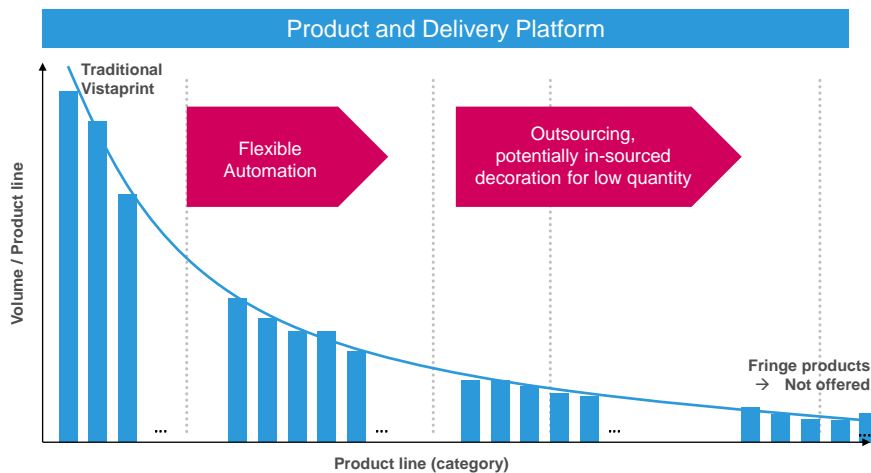 Product and Delivery Platform
Traditional
Vistaprint
Flexible
Automation
Outsourcing,
potentially in-sourced
decoration for low quantity
Volume / Product line
Fringe products
→ Not offered
...
...
...
...
Product line (category)